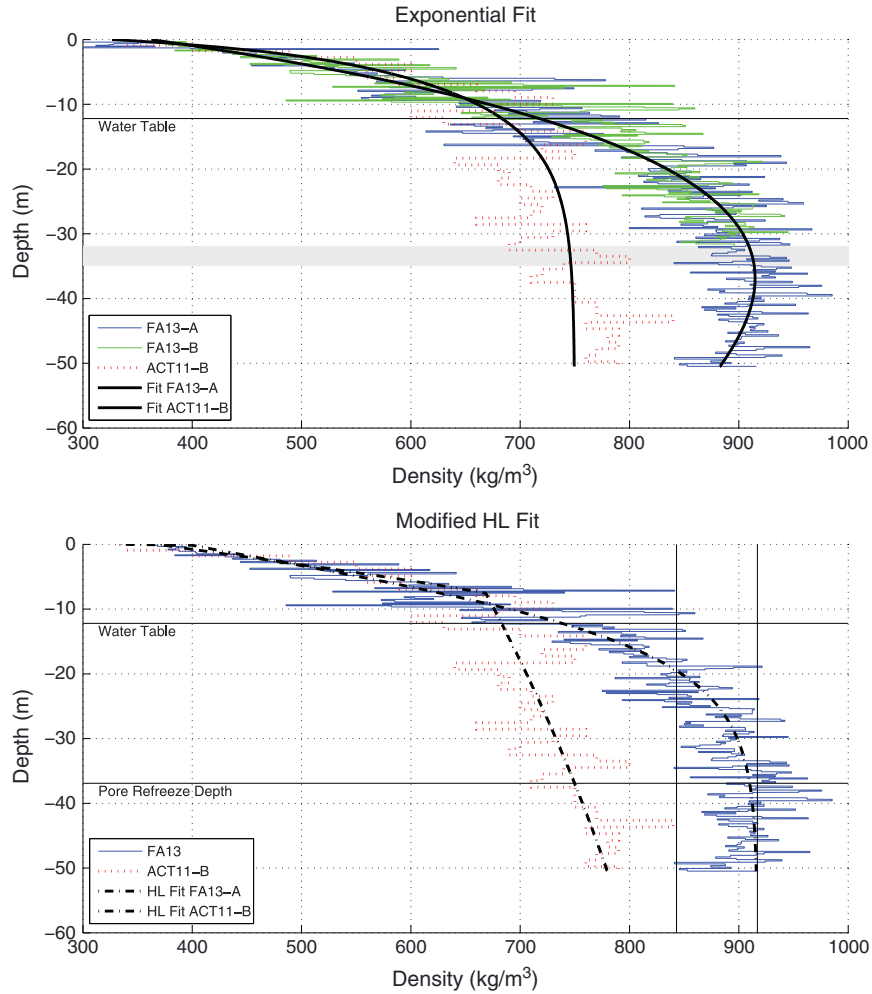 Exponential Fit
0
−10
−20
−30
−40
−50
−60
Depth (m)
Water Table
FA13−A
FA13−B
ACT11−B
Fit FA13−A
Fit ACT11−B
300 400 500 600 700 800 900 1000
Density (kg/m³)
Modified HL Fit
0
−10
−20
−30
−40
−50
−60
Depth (m)
Water Table
Pore Refreeze Depth
FA13
ACT11−B
HL Fit FA13−A
HL Fit ACT11−B
300 400 500 600 700 800 900 1000
Density (kg/m³)